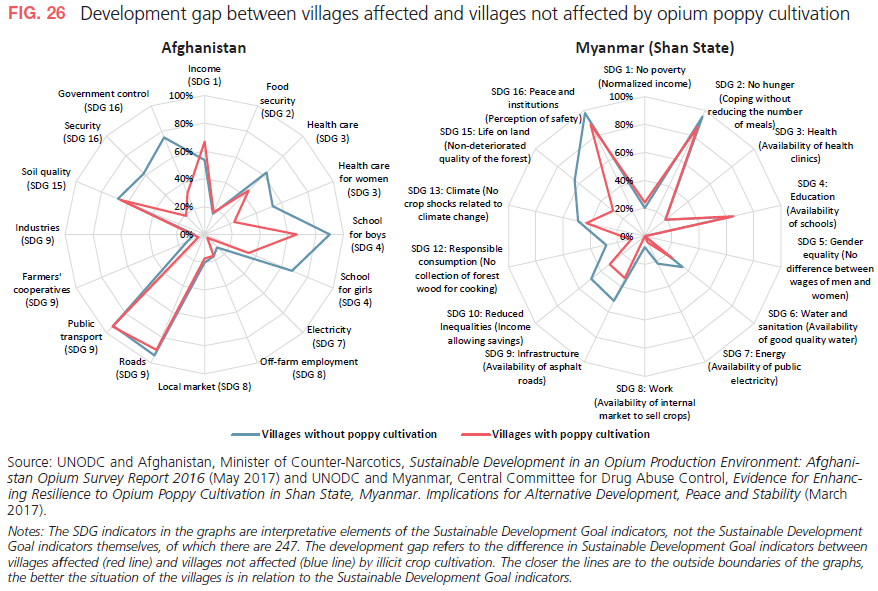 FIG. 26 Development gap between villages affected and villages not affected by opium poppy cultivation
Afghanistan
Income
(SDG 1)
Food
security
(SDG 2)
Health care
(SDG 3)
Health care
for women
(SDG 3)
School
for boys
(SDG 4)
School
for girls
(SDG 4)
Electricity
(SDG 7)
Off-farm employment
(SDG 8)
Local market (SDG 8)
Roads
(SDG 9)
Public
transport
(SDG 9)
Farmers'
cooperatives
(SDG 9)
Industries
(SDG 9)
Soil quality
(SDG 15)
Security
(SDG 16)
Government control
(SDG 16)
100%
80%
60%
40%
20%
0%
Myanmar (Shan State)
SDG 1: No poverty
(Normalized income)
SDG 2: No hunger
(Coping without
reducing the number
of meals)
SDG 3: Health
(Availability of health
clinics)
SDG 4:
Education
(Availability
of schools)
SDG 5: Gender
equality (No
difference between
wages of men and
women)
SDG 6: Water and
sanitation (Availability
of good quality water)
SDG 7: Energy
(Availability of public
electricity)
SDG 8: Work
(Availability of internal
market to sell crops)
SDG 9: Infrastructure
(Availability of asphalt
roads)
SDG 10: Reduced
Inequalities (Income
allowing savings)
SDG 12: Responsible
consumption (No
collection of forest
wood for cooking)
SDG 13: Climate (No
crop shocks related to
climate change)
SDG 15: Life on land
(Non-deteriorated
quality of the forest)
SDG 16: Peace and
institutions
(Perception of safety)
100%
80%
60%
40%
20%
0%
Villages without poppy cultivation
Villages with poppy cultivation
Source: UNODC and Afghanistan, Minister of Counter-Narcotics, Sustainable Development in an Opium Production Environment: Afghani-
stan Opium Survey Report 2016 (May 2017) and UNODC and Myanmar, Central Committee for Drug Abuse Control, Evidence for Enhanc-
ing Resilience to Opium Poppy Cultivation in Shan State, Myanmar. Implications for Alternative Development, Peace and Stability (March
2017).
Notes: The SDG indicators in the graphs are interpretative elements of the Sustainable Development Goal indicators, not the Sustainable Development
Goal indicators themselves, of which there are 247. The development gap refers to the difference in Sustainable Development Goal indicators between
villages affected (red line) and villages not affected (blue line) by illicit crop cultivation. The closer the lines are to the outside boundaries of the graphs,
the better the situation of the villages is in relation to the Sustainable Development Goal indicators.